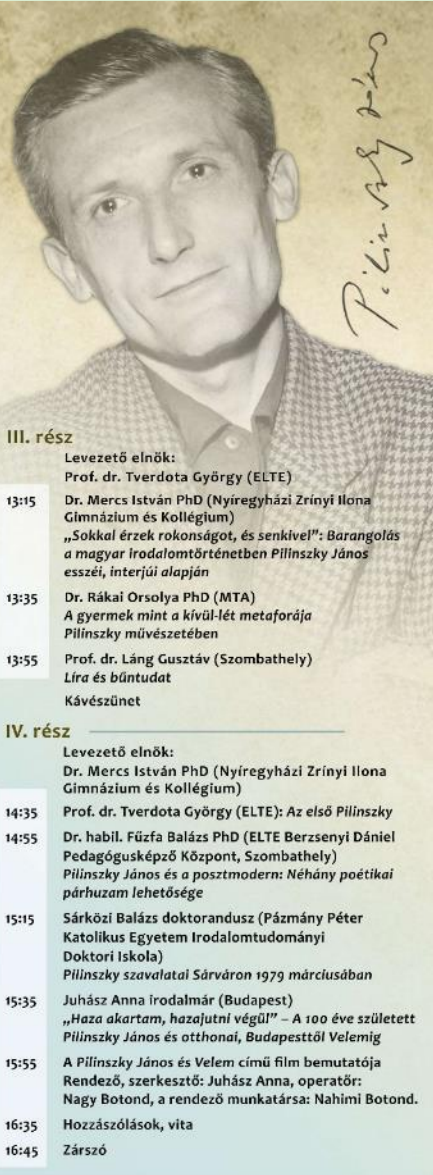 Pilinszky János
III. rész
Levezető elnök:
Prof. dr. Tverdota György (ELTE)
13:15 Dr. Mercs István PhD (Nyíregyházi Zrínyi Ilona
Gimnázium és Kollégium)
„Sokkal érzek rokonságot, és senkivel”: Barangolás
a magyar irodalomtörténetben Pilinszky János
esszéi, interjúi alapján
13:35 Dr. Rákai Orsolya PhD (MTA)
A gyermek mint a kívül-lét metaforája
Pilinszky művészetében
13:55 Prof. dr. Láng Gusztáv (Szombathely)
Líra és bűntudat
Kávészünet
IV. rész
Levezető elnök:
Dr. Mercs István PhD (Nyíregyházi Zrínyi Ilona
Gimnázium és Kollégium)
14:35 Prof. dr. Tverdota György (ELTE): Az első Pilinszky
14:55 Dr. habil. Fűzfa Balázs PhD (ELTE Berzsenyi Dániel
Pedagógusképző Központ, Szombathely)
Pilinszky János és a posztmodern: Néhány poétikai
párhuzam lehetősége
15:15 Sárközi Balázs doktorandusz (Pázmány Péter
Katolikus Egyetem Irodalomtudományi
Doktori Iskola)
Pilinszky szavalatai Sárváron 1979 márciusában
15:35 Juhász Anna irodalmár (Budapest)
„Haza akartam, hazajutni végül” – A 100 éve született
Pilinszky János és otthonai, Budapesttől Velemig
15:55 A Pilinszky János és Velem című film bemutatója
Rendező, szerkesztő: Juhász Anna, operatőr:
Nagy Botond, a rendező munkatársa: Nahimi Botond.
16:35 Hozzászólások, vita
16:45 Zárszó